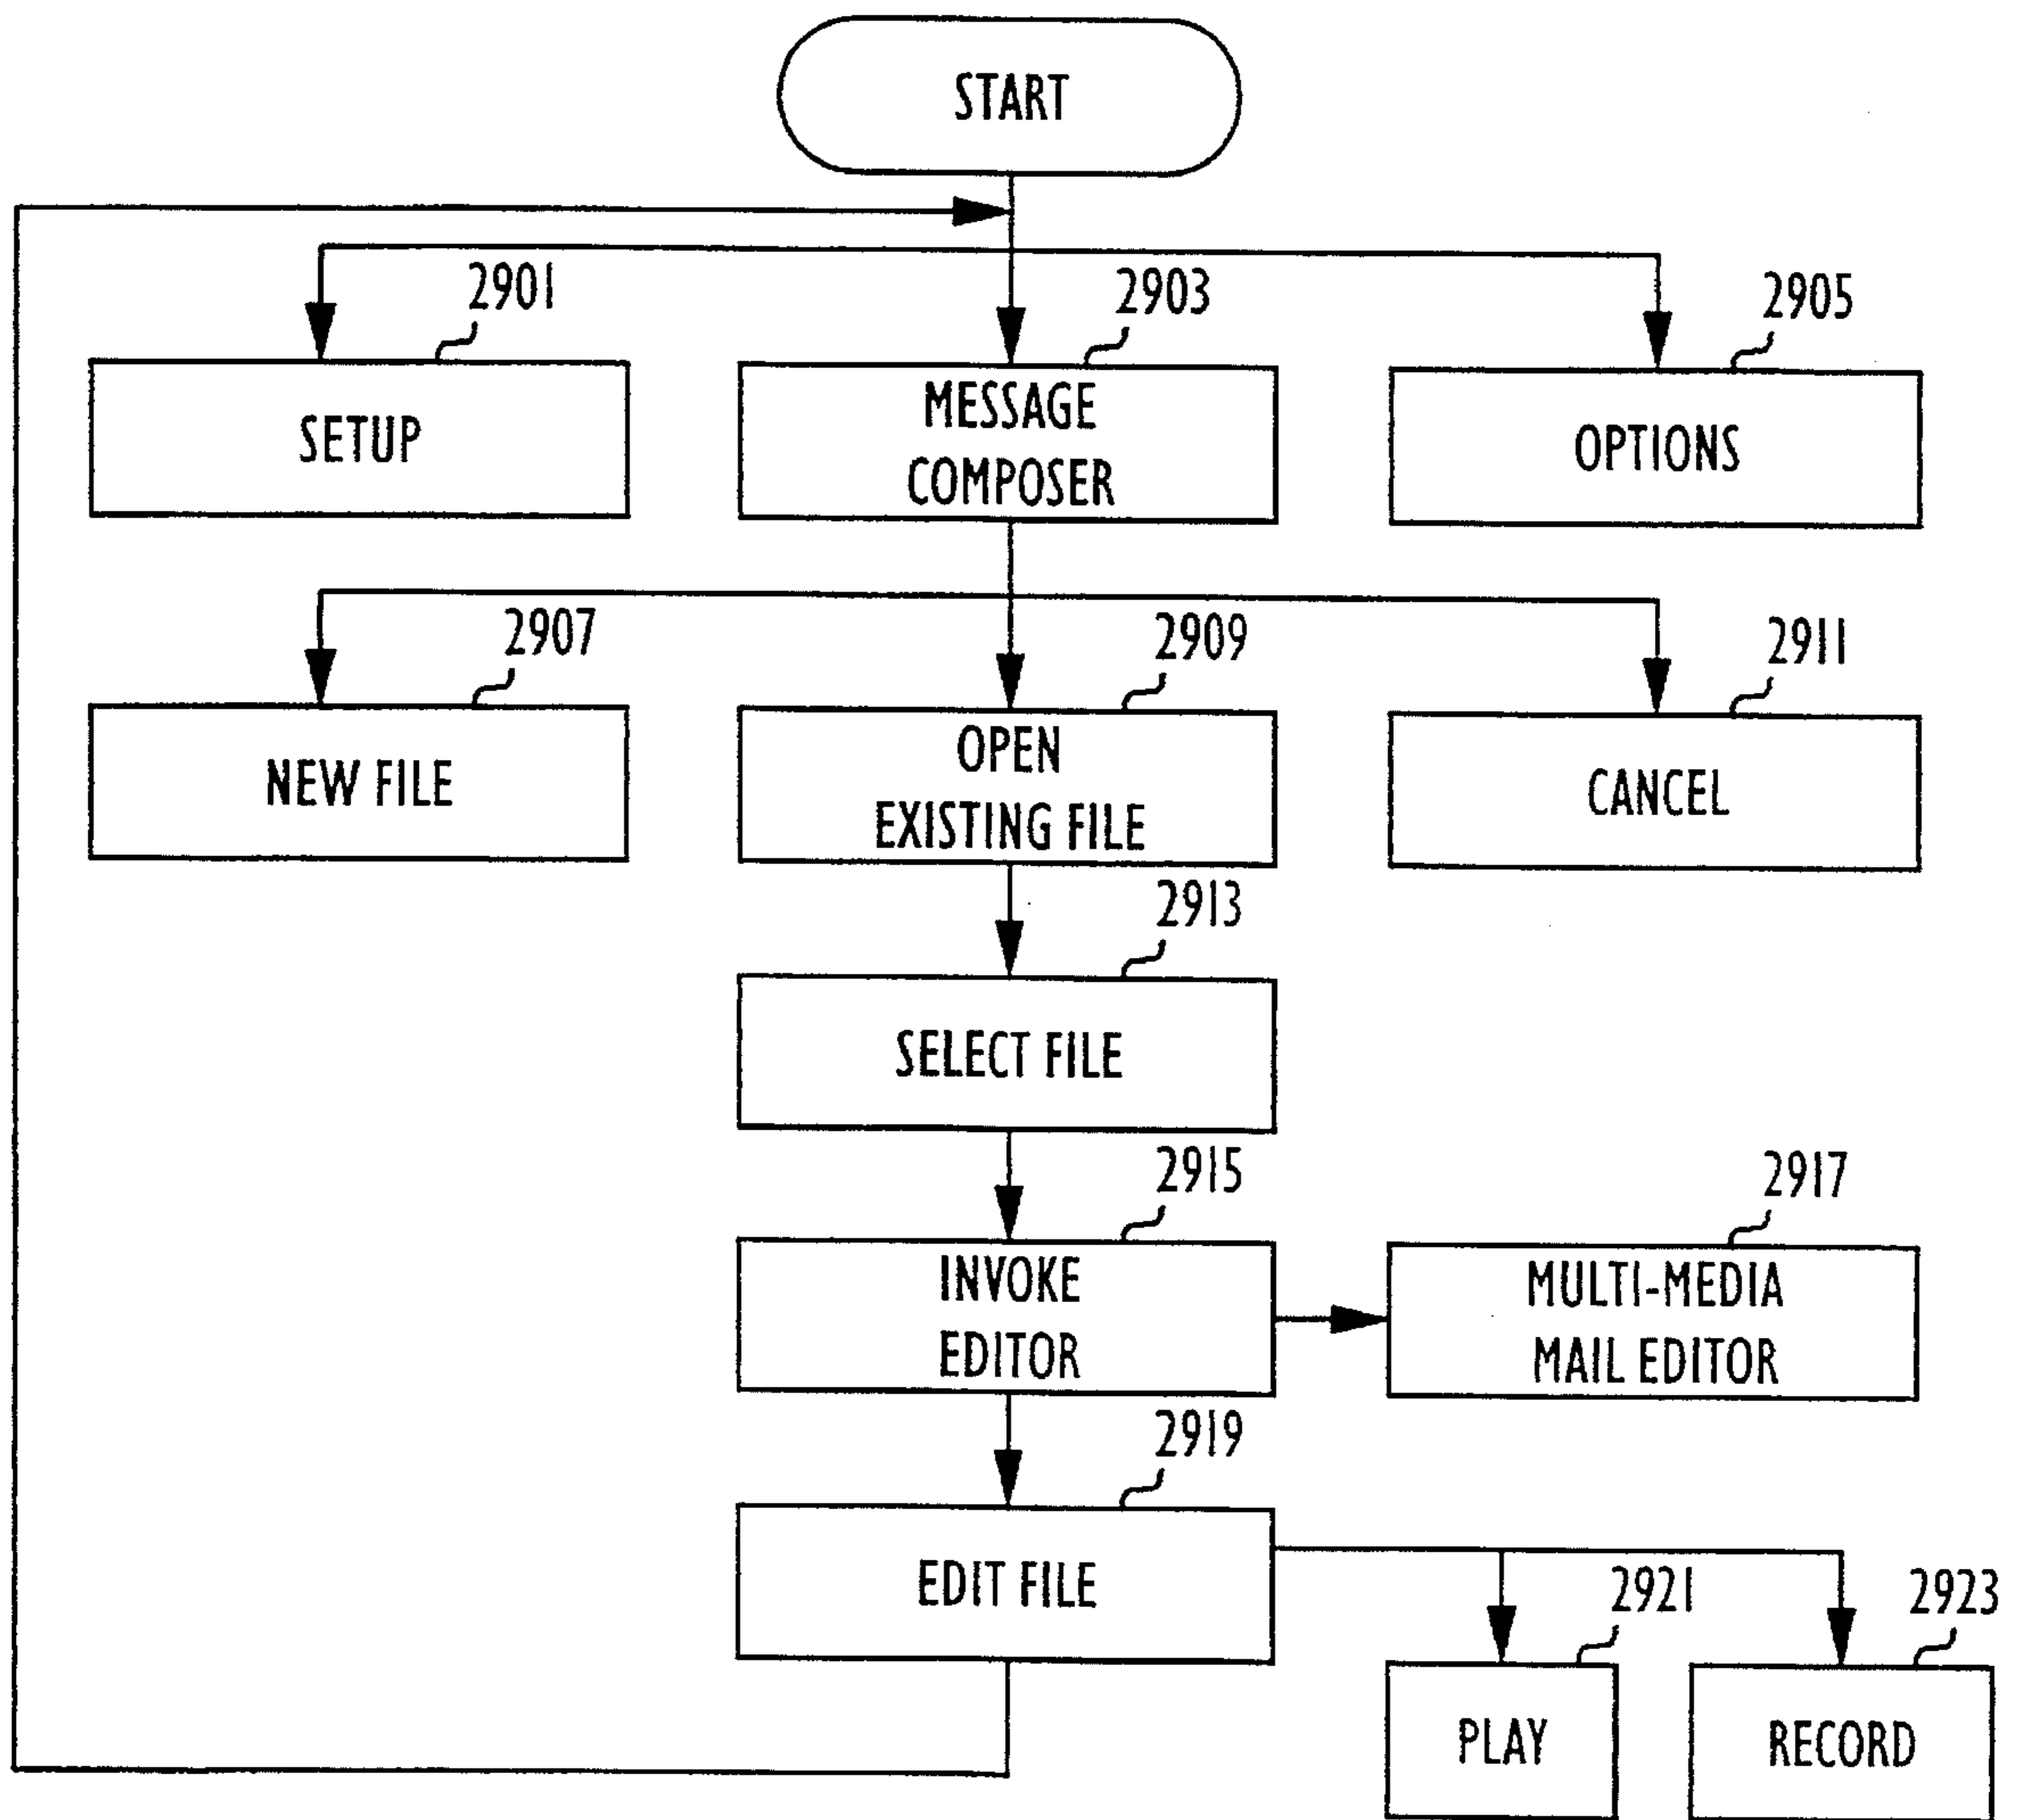 START
2901
2903
2905
SETUP
MESSAGE
COMPOSER
OPTIONS
2907
2909
2911
NEW FILE
OPEN
EXISTING FILE
CANCEL
2913
SELECT FILE
2915
2917
INVOKE
EDITOR
MULTI-MEDIA
MAIL EDITOR
2919
EDIT FILE
2921
2923
PLAY
RECORD